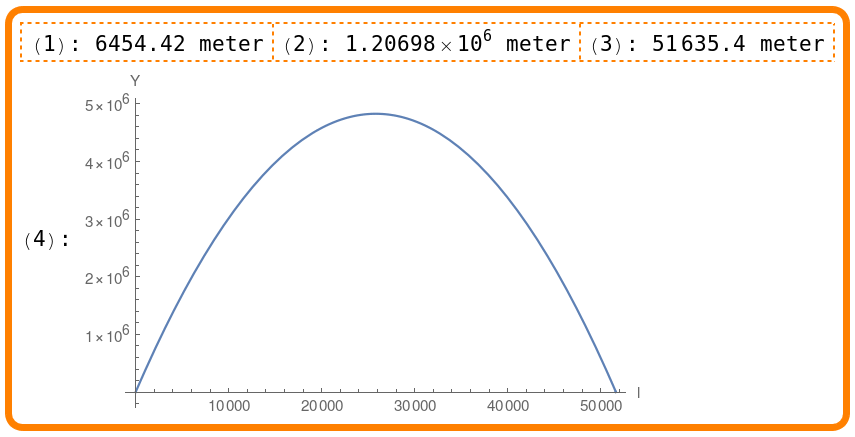 (1): 6454.42 meter (2): 1.20698×10⁶ meter (3): 51635.4 meter
Y
5×10⁶
4×10⁶
3×10⁶
(4):
2×10⁶
1×10⁶
10000 20000 30000 40000 50000 l